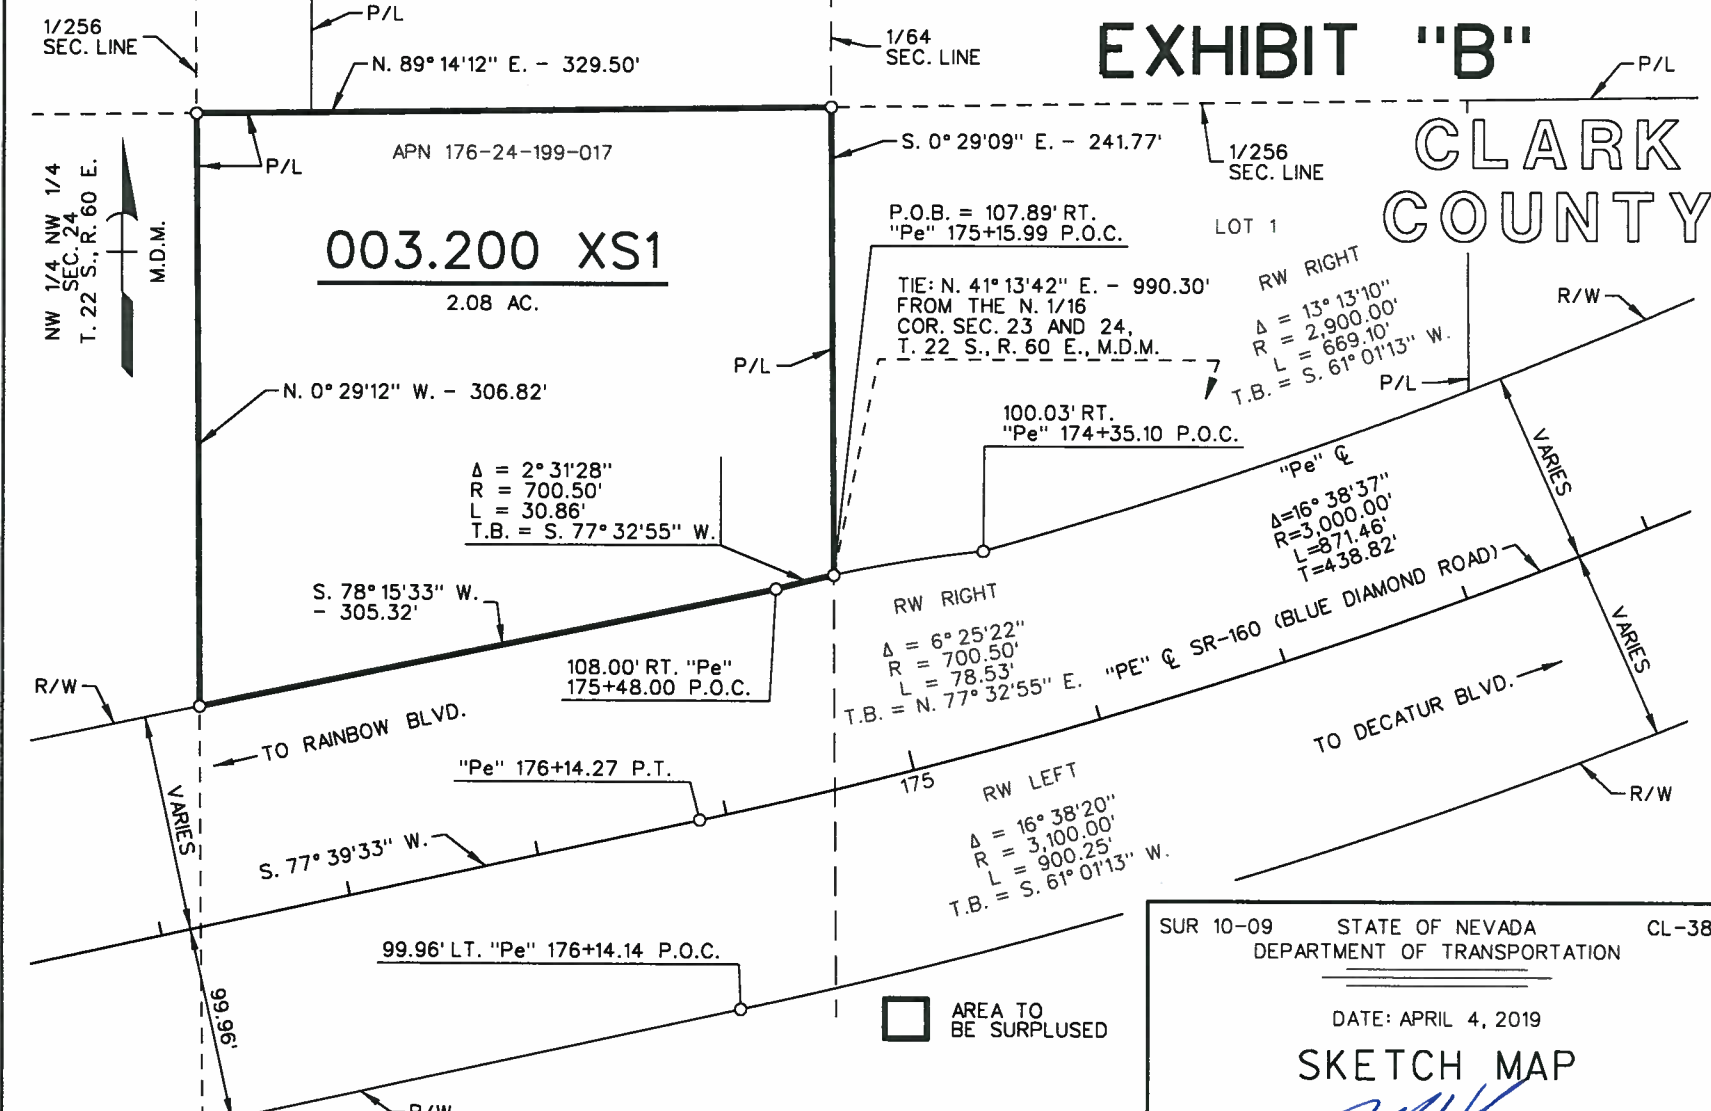 1/256
SEC. LINE
P/L
1/64
SEC. LINE
EXHIBIT "B"
P/L
N. 89° 14'12" E. - 329.50'
CLARK
COUNTY
APN 176-24-199-017
P/L
S. 0° 29'09" E. - 241.77'
1/256
SEC. LINE
NW 1/4 NW 1/4
SEC. 24
T. 22 S., R. 60 E.
M.D.M.
003.200 XS1
2.08 AC.
P.O.B. = 107.89' RT.
"Pe" 175+15.99 P.O.C.
LOT 1
TIE: N. 41° 13'42" E. - 990.30'
FROM THE N. 1/16
COR. SEC. 23 AND 24,
T. 22 S., R. 60 E., M.D.M.
RW RIGHT
Δ = 13° 13'10"
R = 2,900.00'
L = 669.10'
T.B. = S. 61° 01'13" W.
R/W
P/L
P/L
N. 0° 29'12" W. - 306.82'
100.03' RT.
"Pe" 174+35.10 P.O.C.
Δ = 2° 31'28"
R = 700.50'
L = 30.86'
T.B. = S. 77° 32'55" W.
"Pe" ℄
Δ=16° 38'37"
R=3,000.00'
L=871.46'
T=438.82'
VARIES
S. 78° 15'33" W.
- 305.32'
108.00' RT. "Pe"
175+48.00 P.O.C.
RW RIGHT
Δ = 6° 25'22"
R = 700.50'
L = 78.53'
T.B. = N. 77° 32'55" E.
"PE" ℄ SR-160 (BLUE DIAMOND ROAD)
VARIES
R/W
TO RAINBOW BLVD.
TO DECATUR BLVD.
"Pe" 176+14.27 P.T.
175
RW LEFT
Δ = 16° 38'20"
R = 3,100.00'
L = 900.25'
T.B. = S. 61° 01'13" W.
R/W
VARIES
S. 77° 39'33" W.
99.96' LT. "Pe" 176+14.14 P.O.C.
99.96'
AREA TO
BE SURPLUSED
R/W
SUR 10-09 STATE OF NEVADA CL-38
DEPARTMENT OF TRANSPORTATION
DATE: APRIL 4, 2019
SKETCH MAP